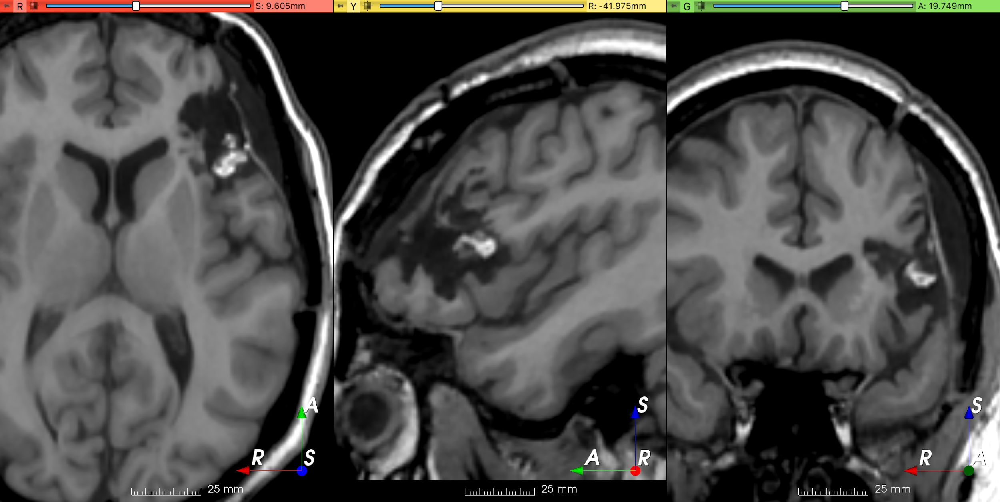 R S: 9.605mm
Y R: -41.975mm
G A: 19.749mm
A
R S
25 mm
S
A R
25 mm
S
R A
25 mm